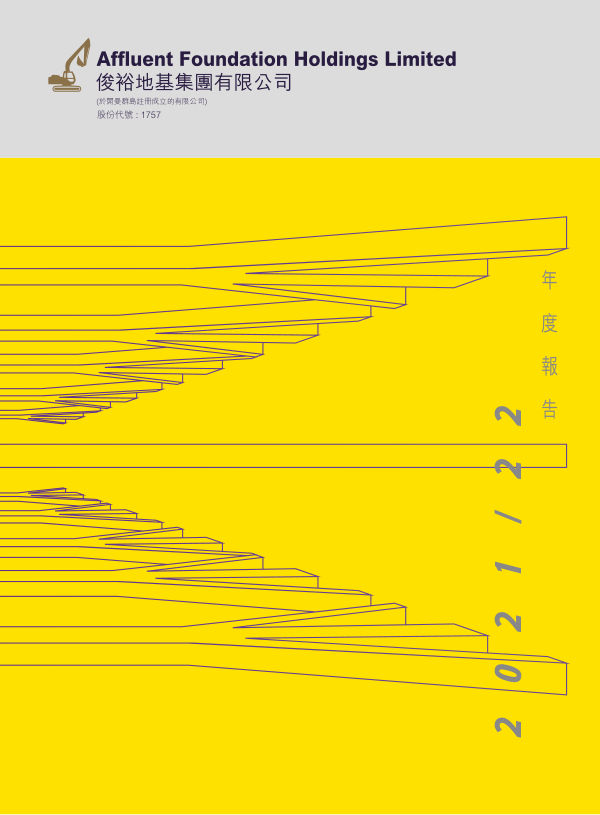 Affluent Foundation Holdings Limited
俊裕地基集團有限公司
(於開曼群島註冊成立的有限公司)
股份代號 : 1757
年度報告
2021/22